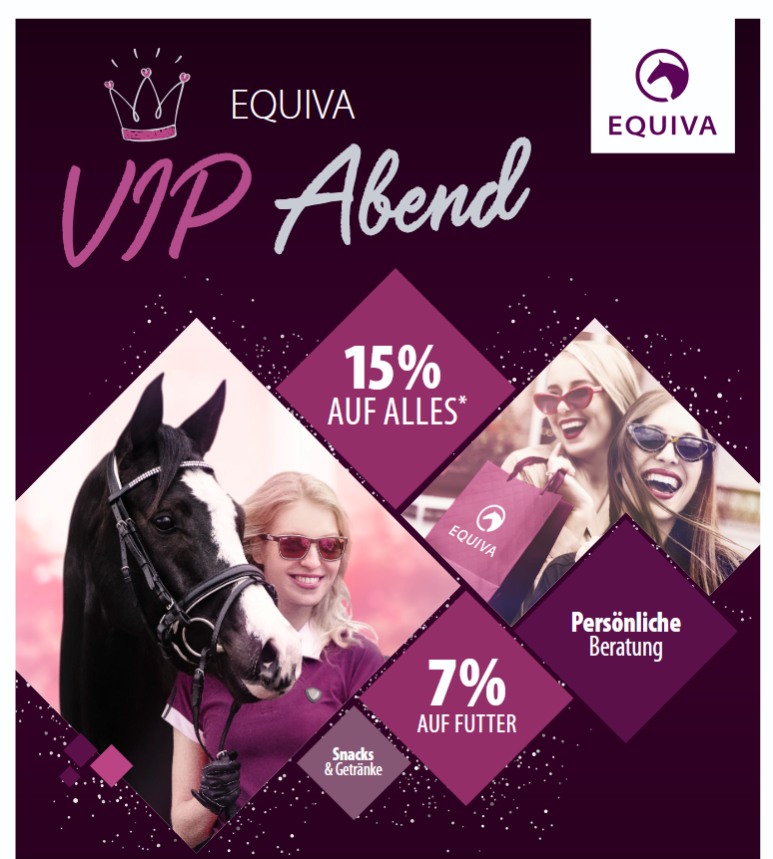 EQUIVA
EQUIVA
VIP Abend
15%
AUF ALLES*
EQUIVA
Persönliche
Beratung
7%
AUF FUTTER
Snacks
& Getränke